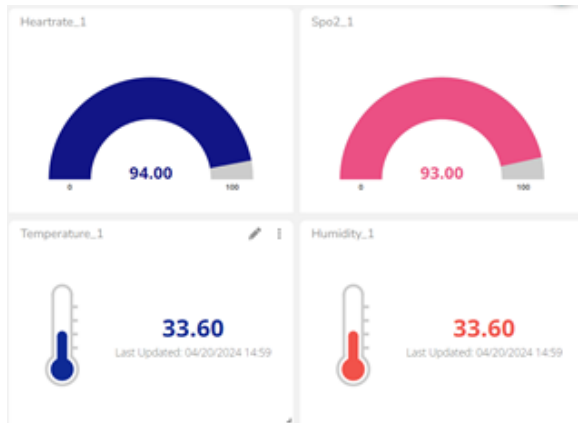 Heartrate_1
94.00
0
100
Spo2_1
93.00
0
100
Temperature_1
33.60
Last Updated: 04/20/2024 14:59
Humidity_1
33.60
Last Updated: 04/20/2024 14:59